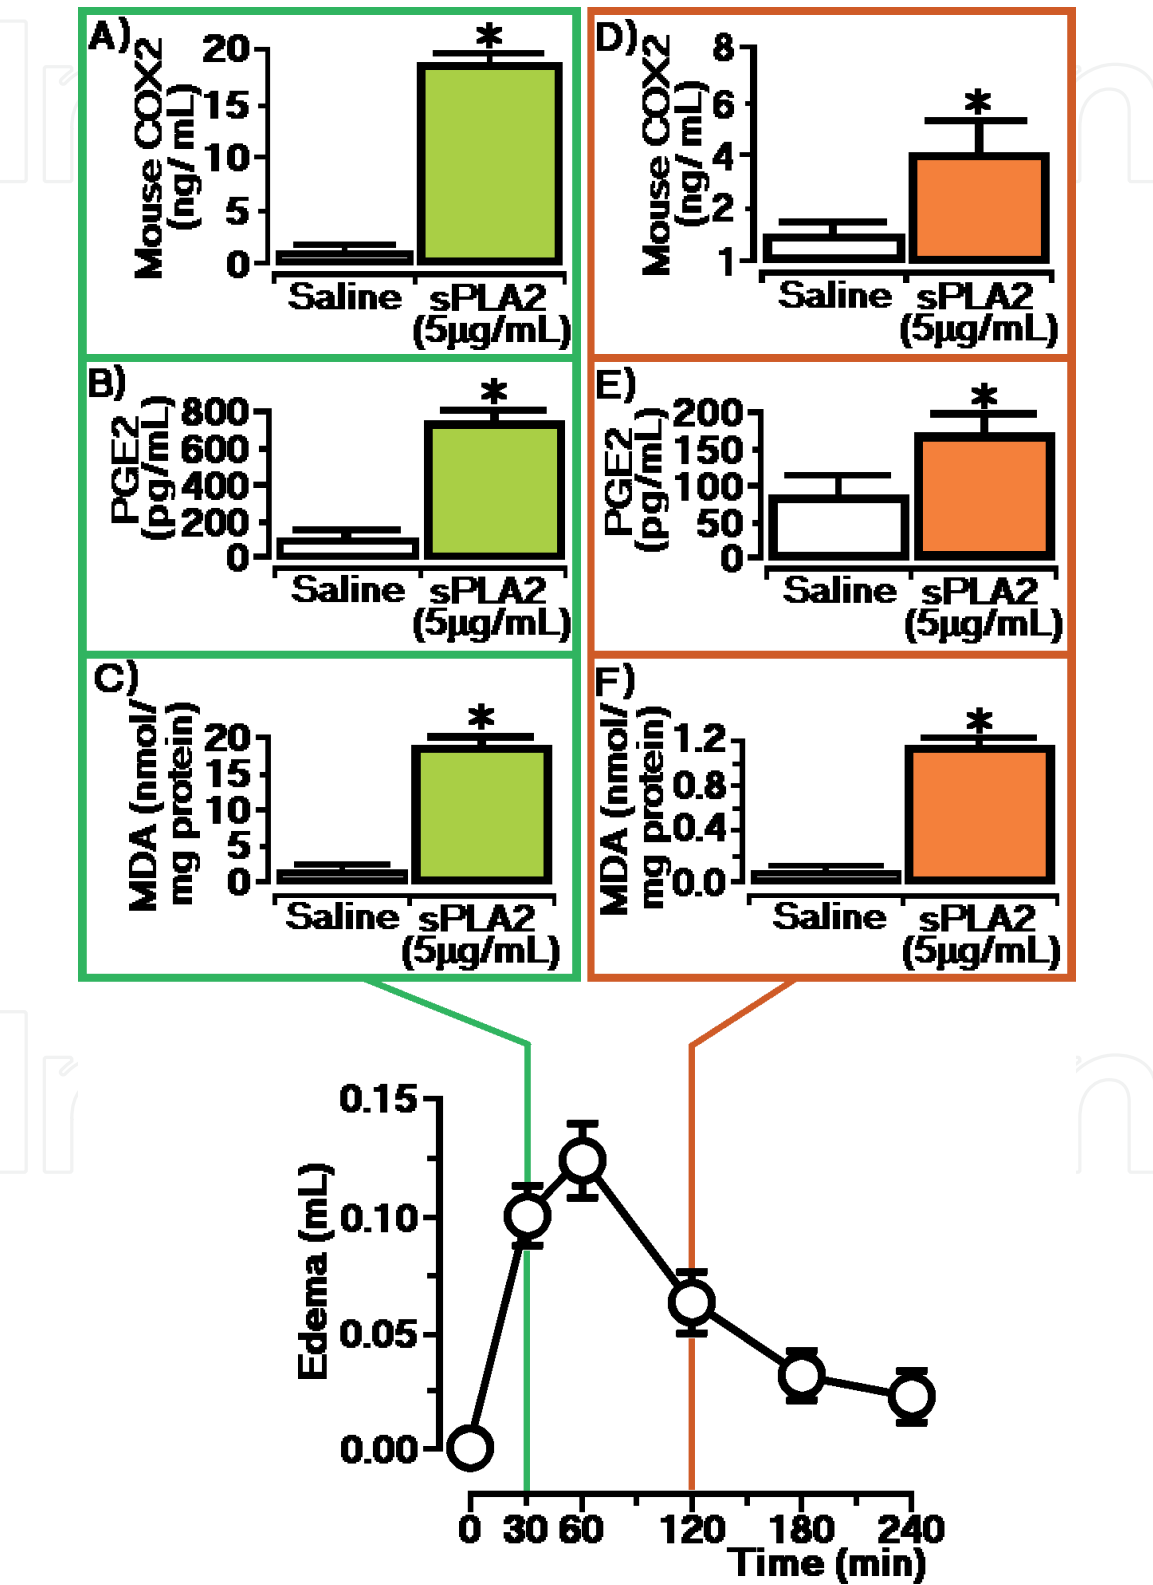 A)
Mouse COX2
(ng/ mL)
20
15
10
5
0
*
Saline
sPLA2
(5µg/mL)
D)
Mouse COX2
(ng/ mL)
8
6
4
2
1
*
Saline
sPLA2
(5µg/mL)
B)
PGE2
(pg/mL)
800
600
400
200
0
*
Saline
sPLA2
(5µg/mL)
E)
PGE2
(pg/mL)
200
150
100
50
0
*
Saline
sPLA2
(5µg/mL)
C)
MDA (nmol/
mg protein)
20
15
10
5
0
*
Saline
sPLA2
(5µg/mL)
F)
MDA (nmol/
mg protein)
1.2
0.8
0.4
0.0
*
Saline
sPLA2
(5µg/mL)
Edema (mL)
0.15
0.10
0.05
0.00
0 30 60 120 180 240
Time (min)